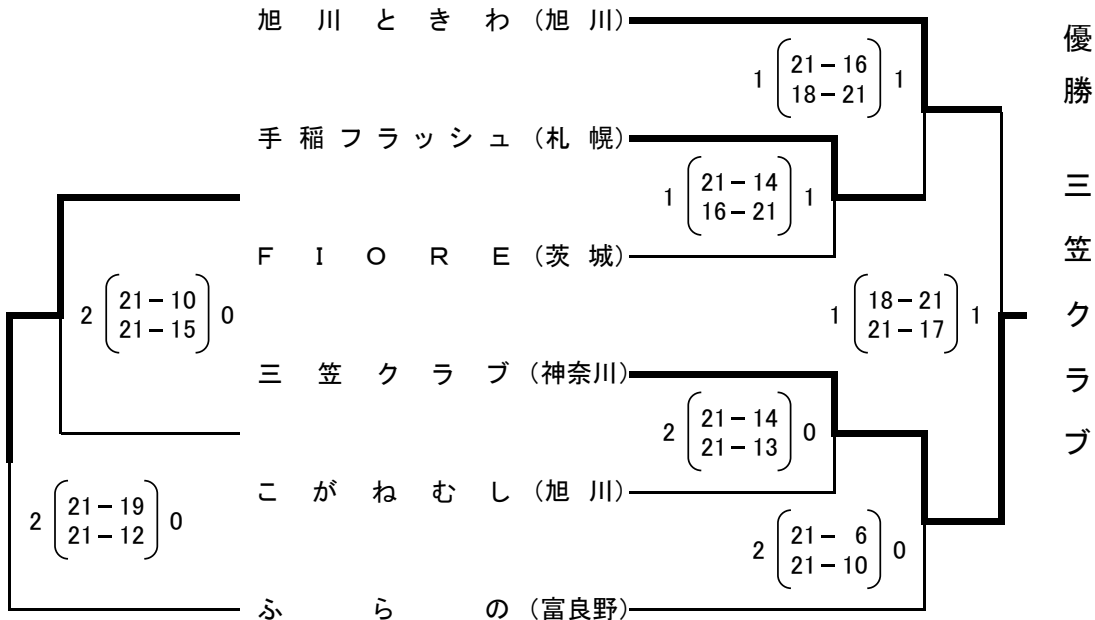 旭川ときわ（旭川）
1 21－16 1
18－21
手稲フラッシュ（札幌）
1 21－14 1
16－21
ＦＩＯＲＥ（茨城）
2 21－10 0
21－15
1 18－21 1
21－17
三笠クラブ（神奈川）
2 21－14 0
21－13
こがねむし（旭川）
2 21－19 0
21－12
2 21－ 6 0
21－10
ふらの（富良野）
優勝 三笠クラブ